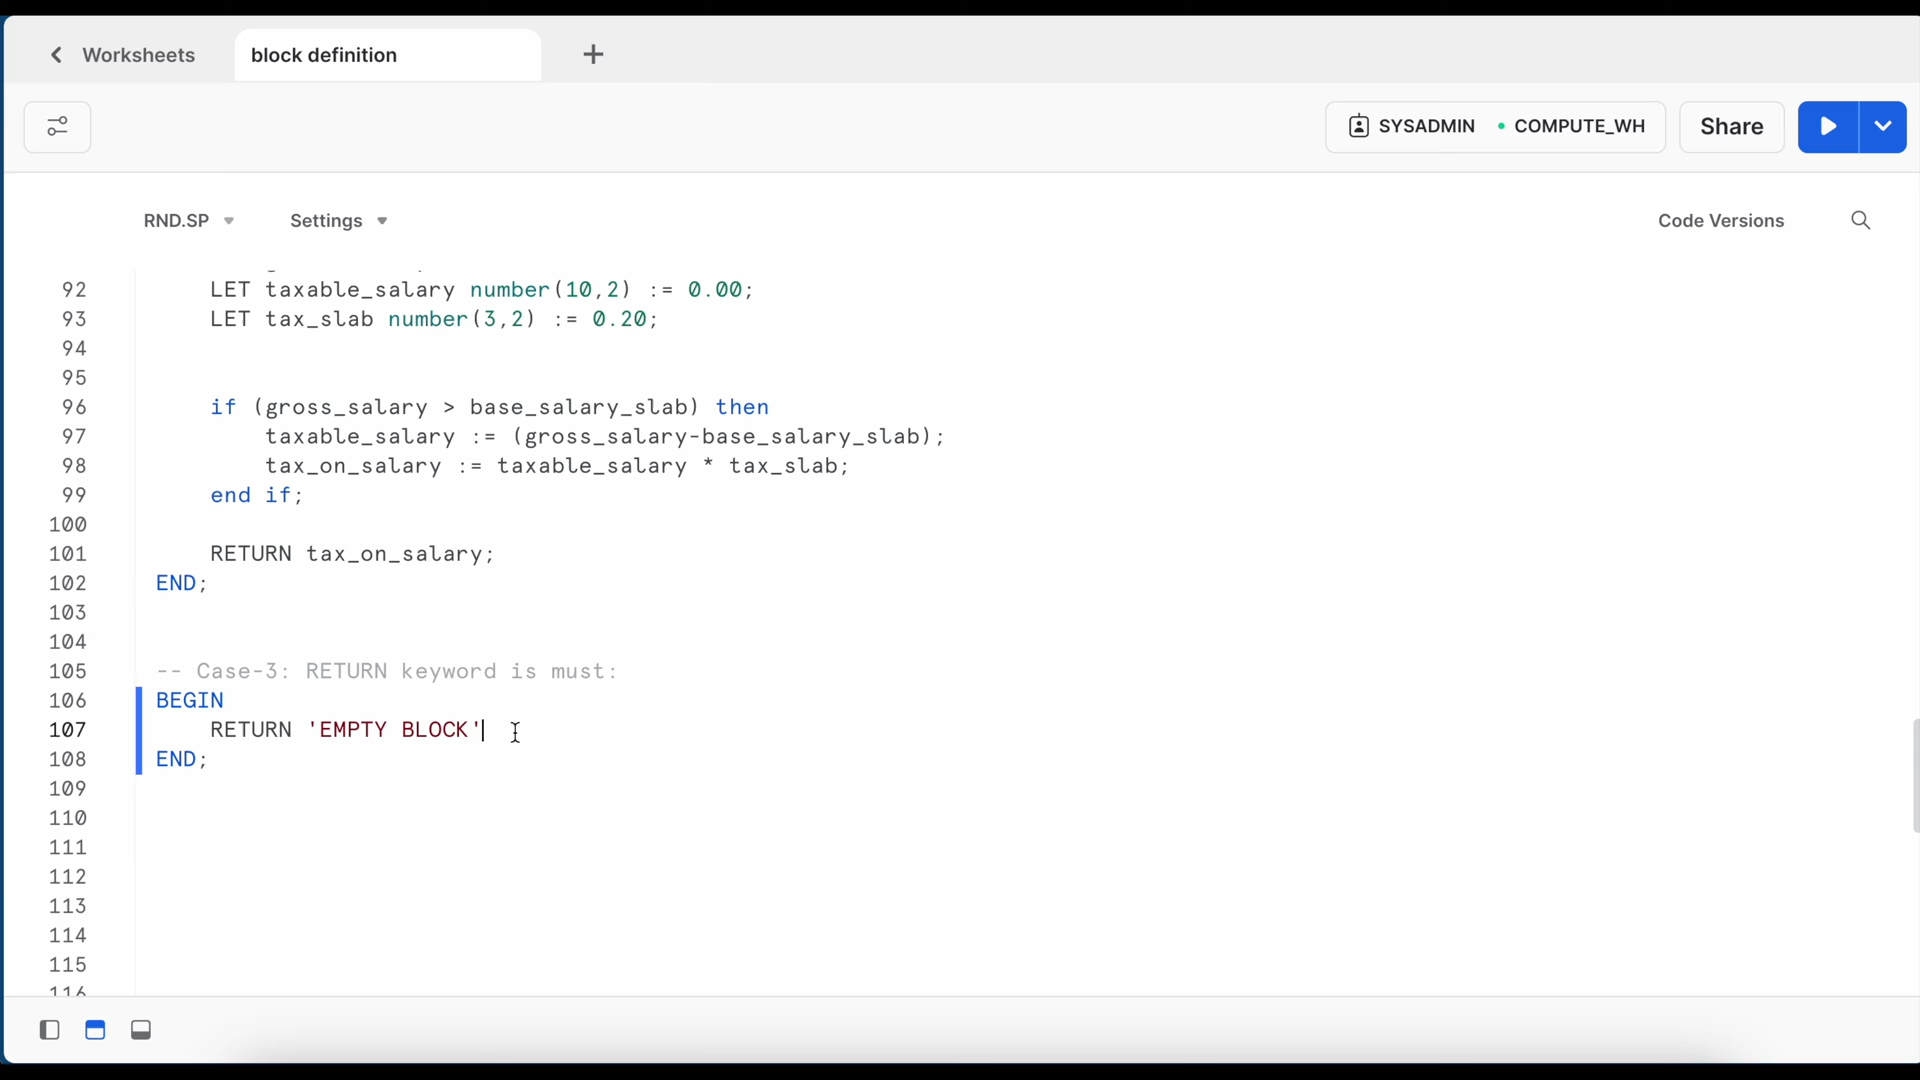 Worksheets
block definition
SYSADMIN COMPUTE_WH
Share
RND.SP
Settings
Code Versions
92 LET taxable_salary number(10,2) := 0.00;
93 LET tax_slab number(3,2) := 0.20;
94
95
96 if (gross_salary > base_salary_slab) then
97 taxable_salary := (gross_salary-base_salary_slab);
98 tax_on_salary := taxable_salary * tax_slab;
99 end if;
100
101 RETURN tax_on_salary;
102 END;
103
104
105 -- Case-3: RETURN keyword is must:
106 BEGIN
107 RETURN 'EMPTY BLOCK'
108 END;
109
110
111
112
113
114
115
116